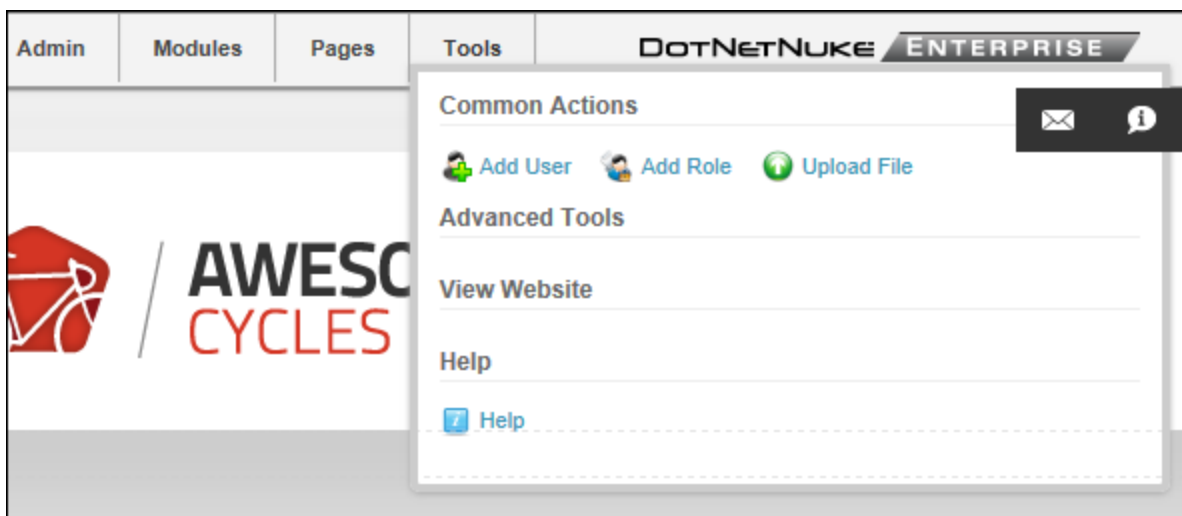 Admin Modules Pages Tools DOTNETNUKE ENTERPRISE
Common Actions
Add User Add Role Upload File
Advanced Tools
AWESO
View Website
CYCLES
Help
Help